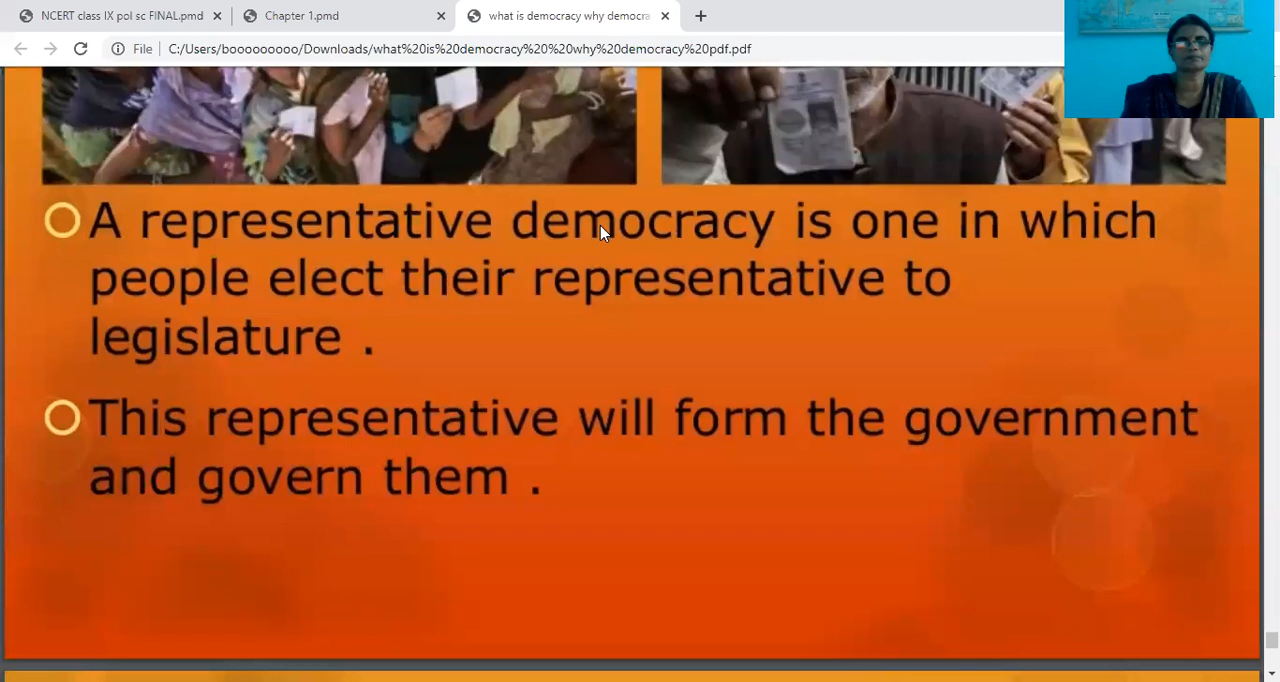 NCERT class IX pol sc FINAL.pmd
Chapter 1.pmd
what is democracy why democra
File
C:/Users/booooooooo/Downloads/what%20is%20democracy%20%20why%20democracy%20pdf.pdf
A representative democracy is one in which
people elect their representative to
legislature .
This representative will form the government
and govern them .